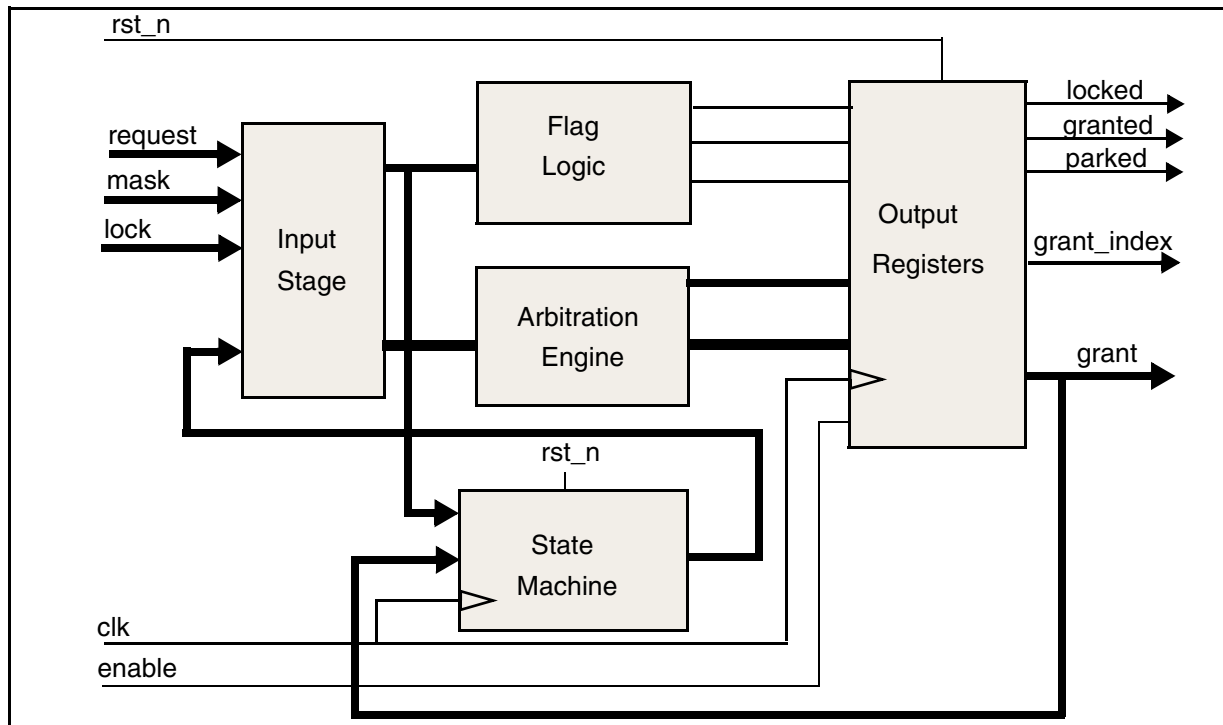 rst_n
request
mask
lock
Input
Stage
Flag
Logic
Arbitration
Engine
Output
Registers
locked
granted
parked
grant_index
grant
rst_n
State
Machine
clk
enable